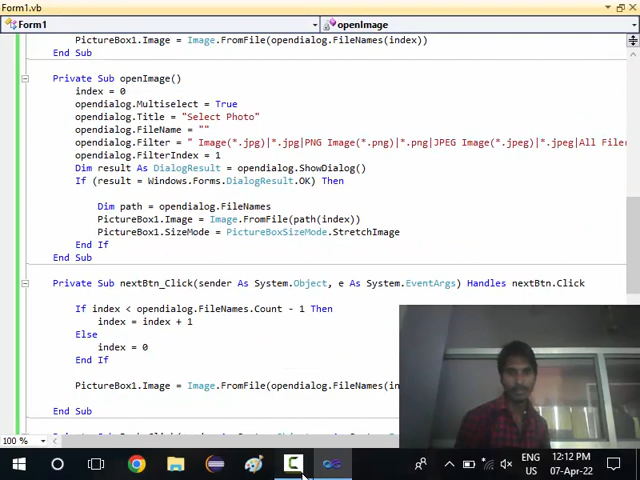 Form1.vb
Form1
openImage
PictureBox1.Image = Image.FromFile(opendialog.FileNames(index))
End Sub
Private Sub openImage()
index = 0
opendialog.Multiselect = True
opendialog.Title = "Select Photo"
opendialog.FileName = ""
opendialog.Filter = " Image(*.jpg)|*.jpg|PNG Image(*.png)|*.png|JPEG Image(*.jpeg)|*.jpeg|All File
opendialog.FilterIndex = 1
Dim result As DialogResult = opendialog.ShowDialog()
If (result = Windows.Forms.DialogResult.OK) Then
Dim path = opendialog.FileNames
PictureBox1.Image = Image.FromFile(path(index))
PictureBox1.SizeMode = PictureBoxSizeMode.StretchImage
End If
End Sub
Private Sub nextBtn_Click(sender As System.Object, e As System.EventArgs) Handles nextBtn.Click
If index < opendialog.FileNames.Count - 1 Then
index = index + 1
Else
index = 0
End If
PictureBox1.Image = Image.FromFile(opendialog.FileNames(in
End Sub
100 %
ENG
US
12:12 PM
07-Apr-22